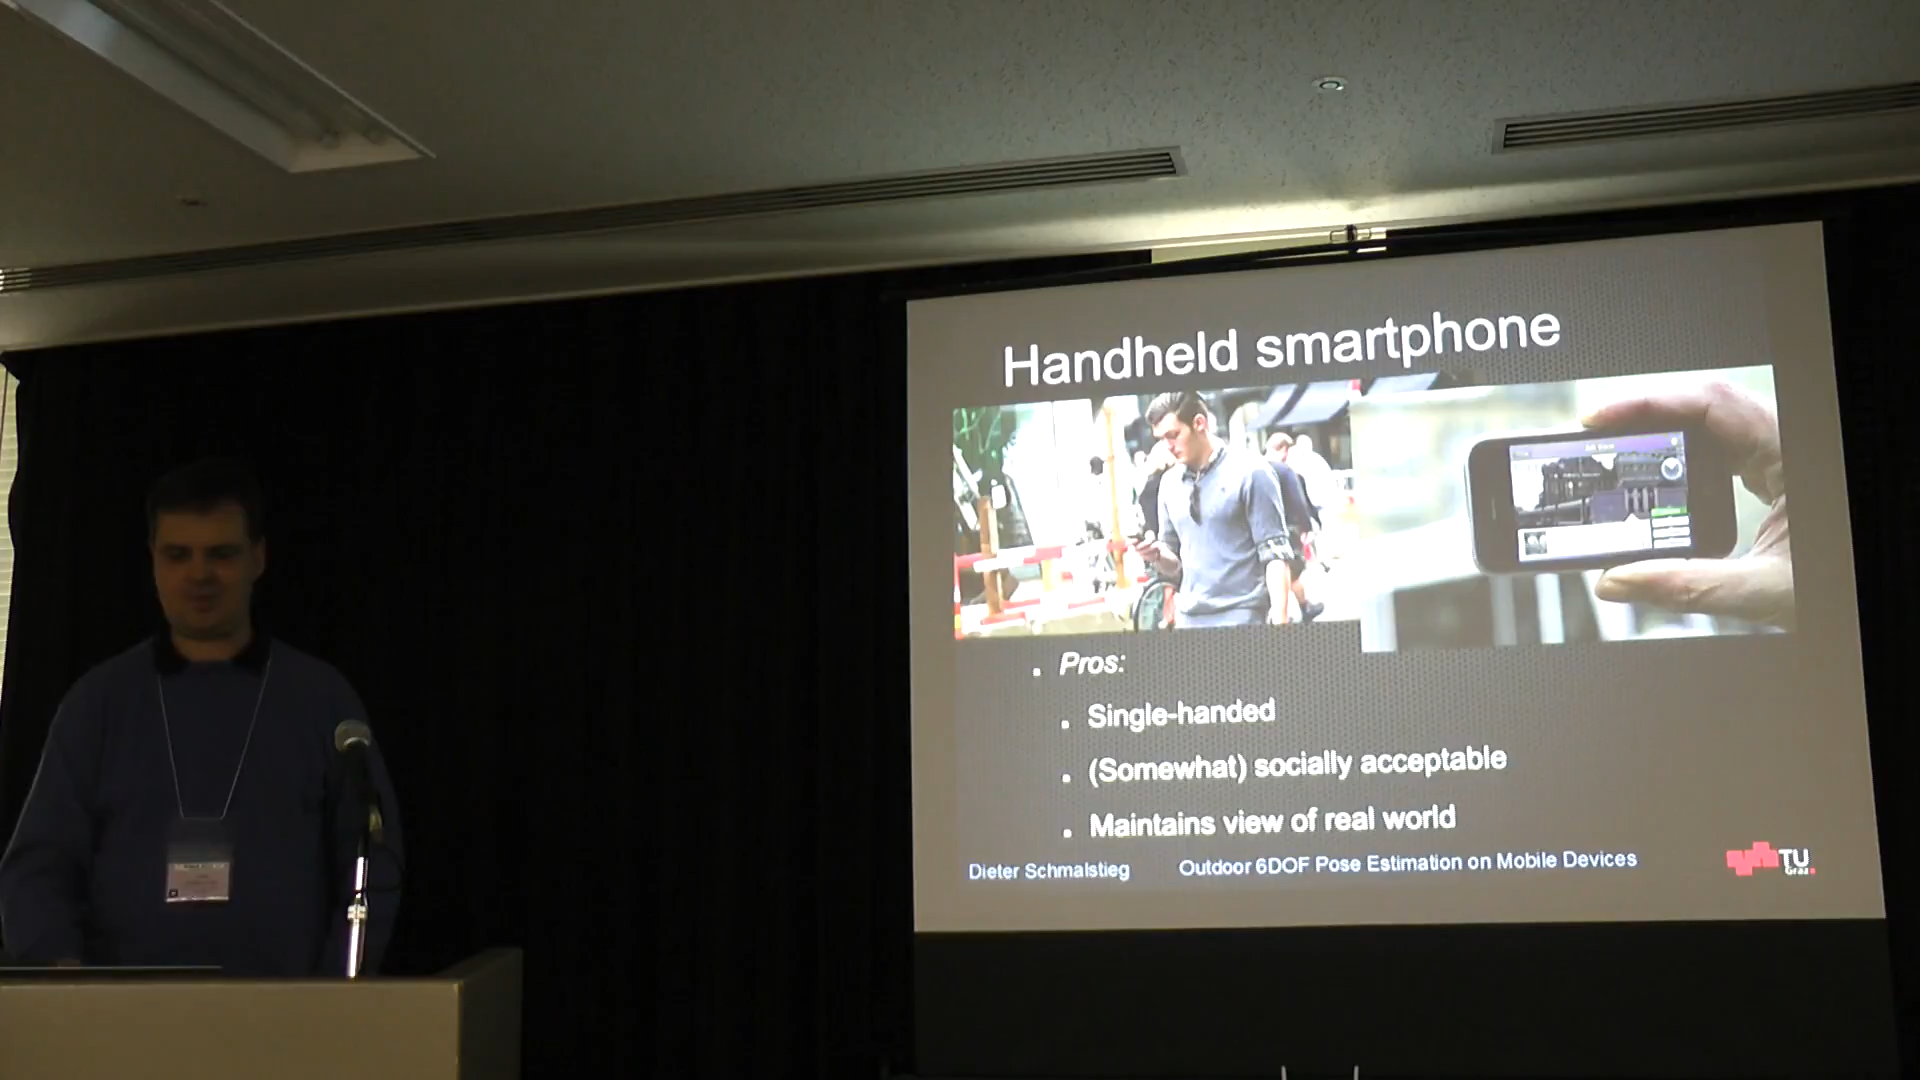 Handheld smartphone
Pros:
Single-handed
(Somewhat) socially acceptable
Maintains view of real world
Dieter Schmalstieg
Outdoor 6DOF Pose Estimation on Mobile Devices
TU
Graz